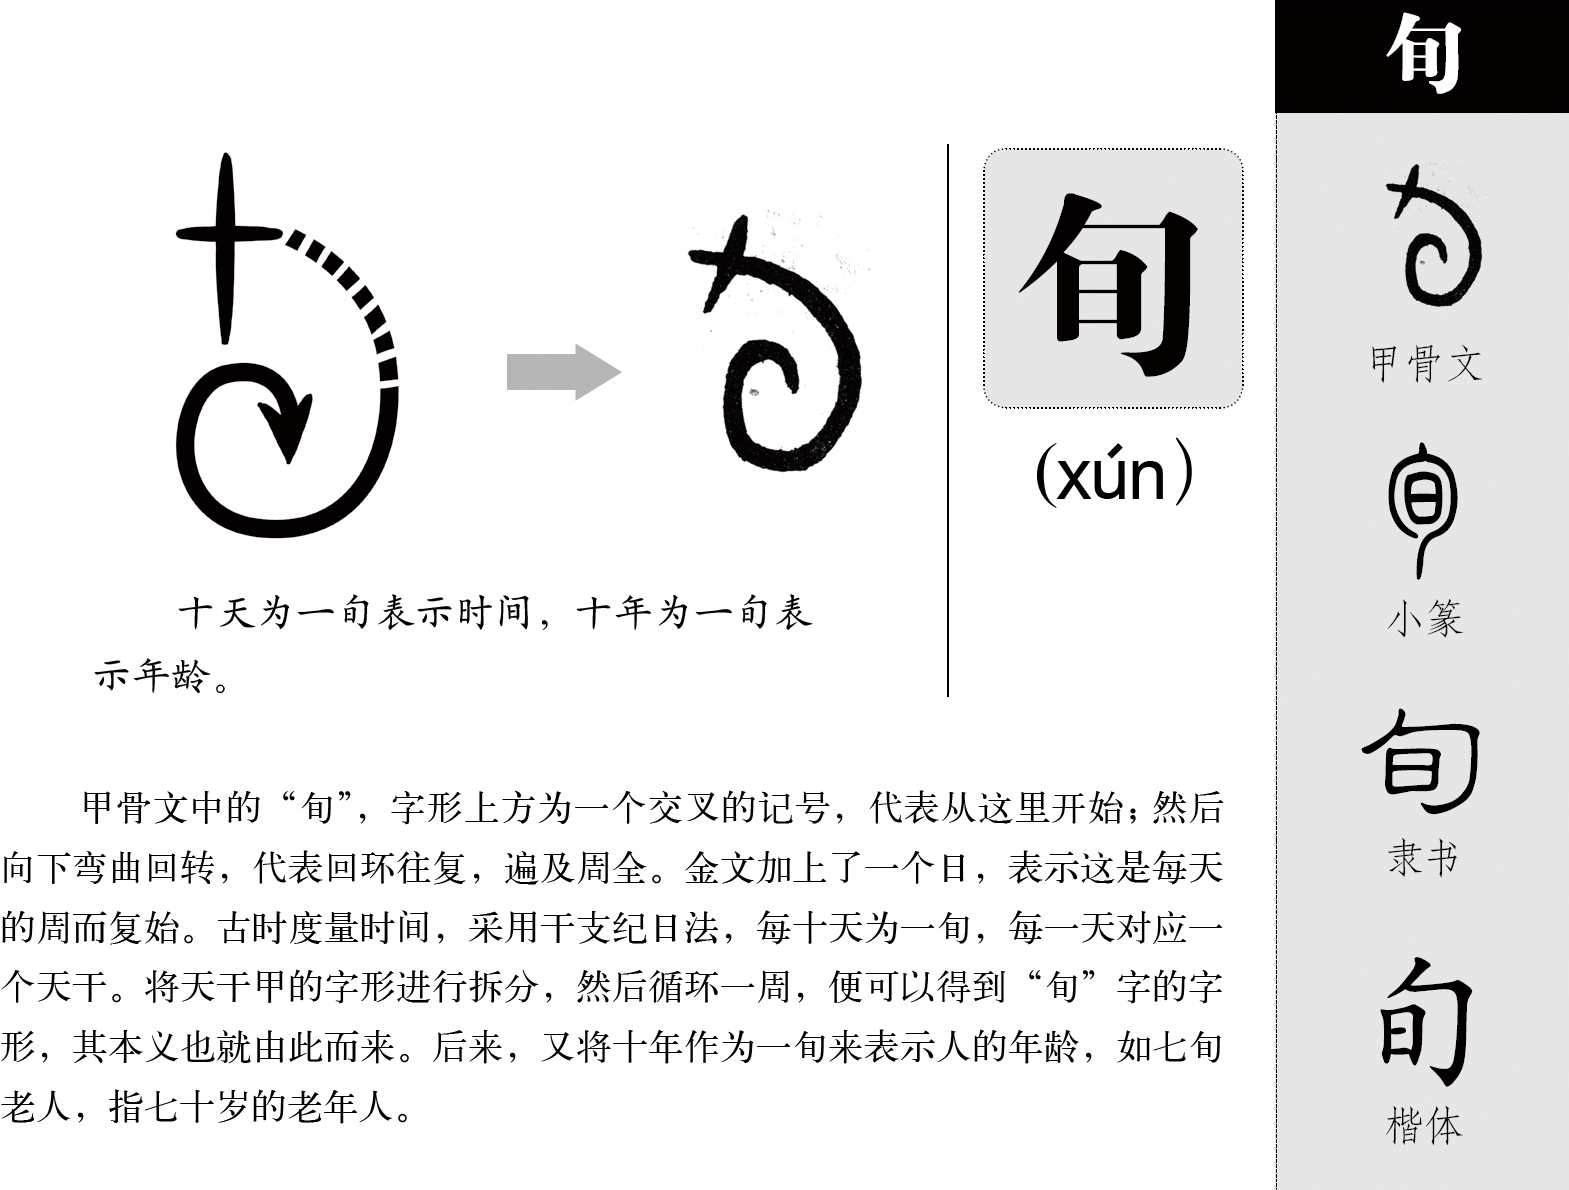 旬
(xún)
十天为一旬表示时间，十年为一旬表
示年龄。
甲骨文中的“旬”，字形上方为一个交叉的记号，代表从这里开始；然后
向下弯曲回转，代表回环往复，遍及周全。金文加上了一个日，表示这是每天
的周而复始。古时度量时间，采用干支纪日法，每十天为一旬，每一天对应一
个天干。将天干甲的字形进行拆分，然后循环一周，便可以得到“旬”字的字
形，其本义也就由此而来。后来，又将十年作为一旬来表示人的年龄，如七旬
老人，指七十岁的老年人。
旬
甲骨文
小篆
旬
隶书
旬
楷体